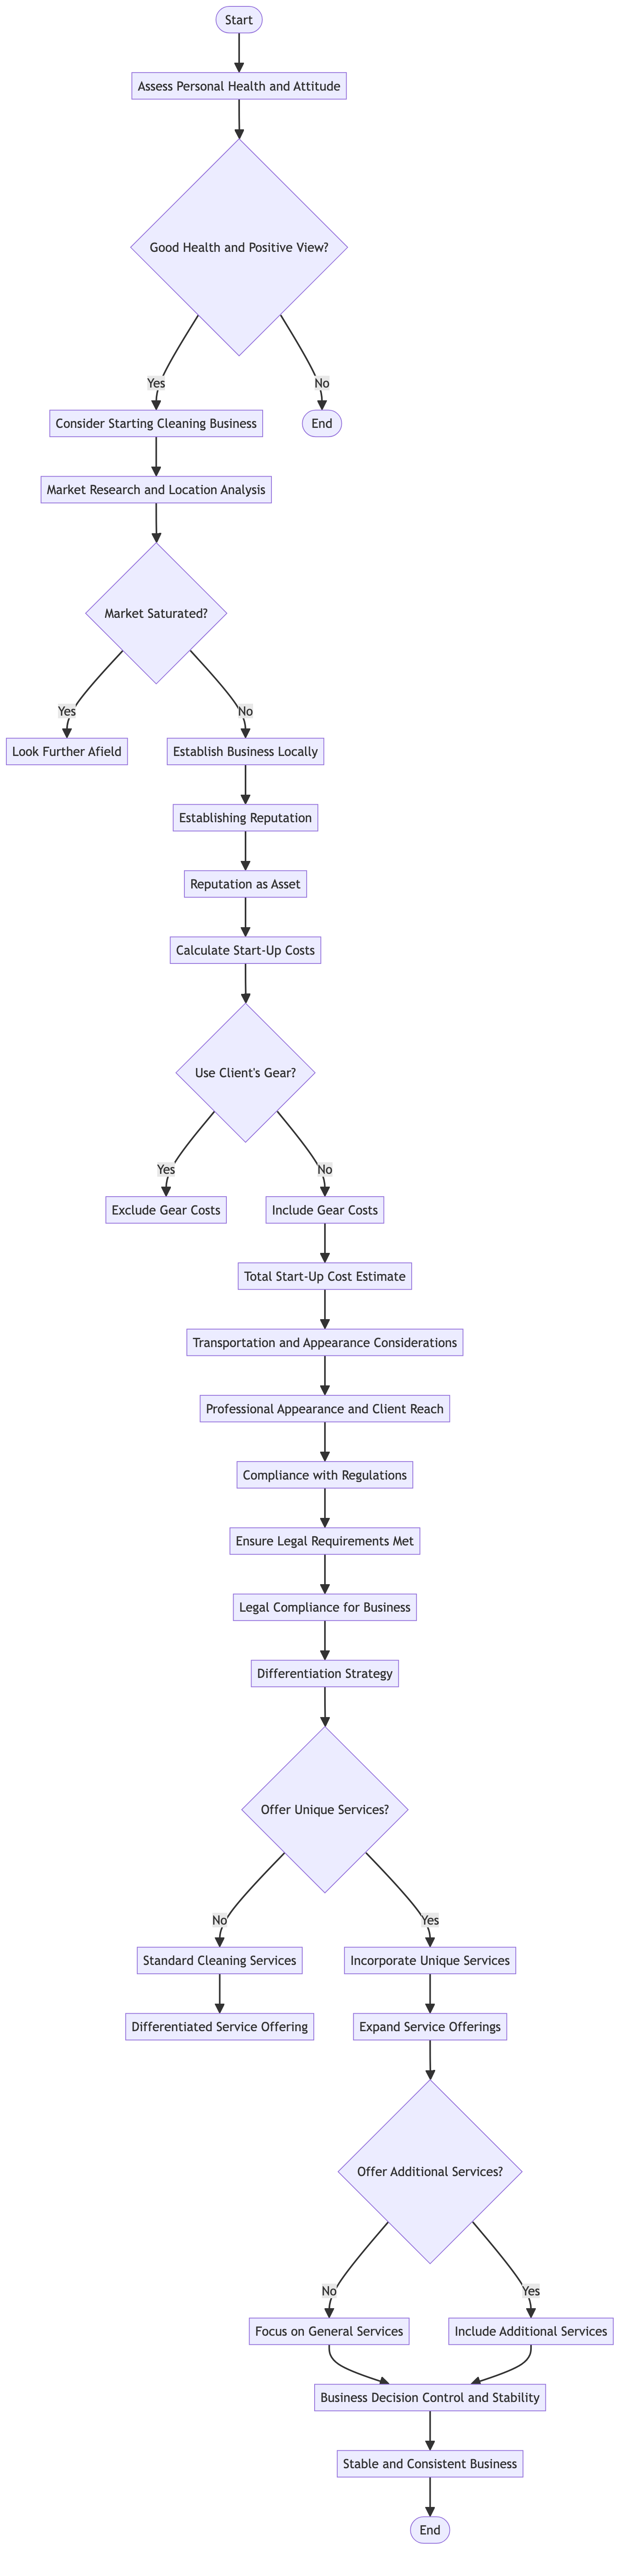 Start
Assess Personal Health and Attitude
Good Health and Positive View?
Yes
No
Consider Starting Cleaning Business
End
Market Research and Location Analysis
Market Saturated?
Yes
No
Look Further Afield
Establish Business Locally
Establishing Reputation
Reputation as Asset
Calculate Start-Up Costs
Use Client's Gear?
Yes
No
Exclude Gear Costs
Include Gear Costs
Total Start-Up Cost Estimate
Transportation and Appearance Considerations
Professional Appearance and Client Reach
Compliance with Regulations
Ensure Legal Requirements Met
Legal Compliance for Business
Differentiation Strategy
Offer Unique Services?
No
Yes
Standard Cleaning Services
Incorporate Unique Services
Differentiated Service Offering
Expand Service Offerings
Offer Additional Services?
No
Yes
Focus on General Services
Include Additional Services
Business Decision Control and Stability
Stable and Consistent Business
End